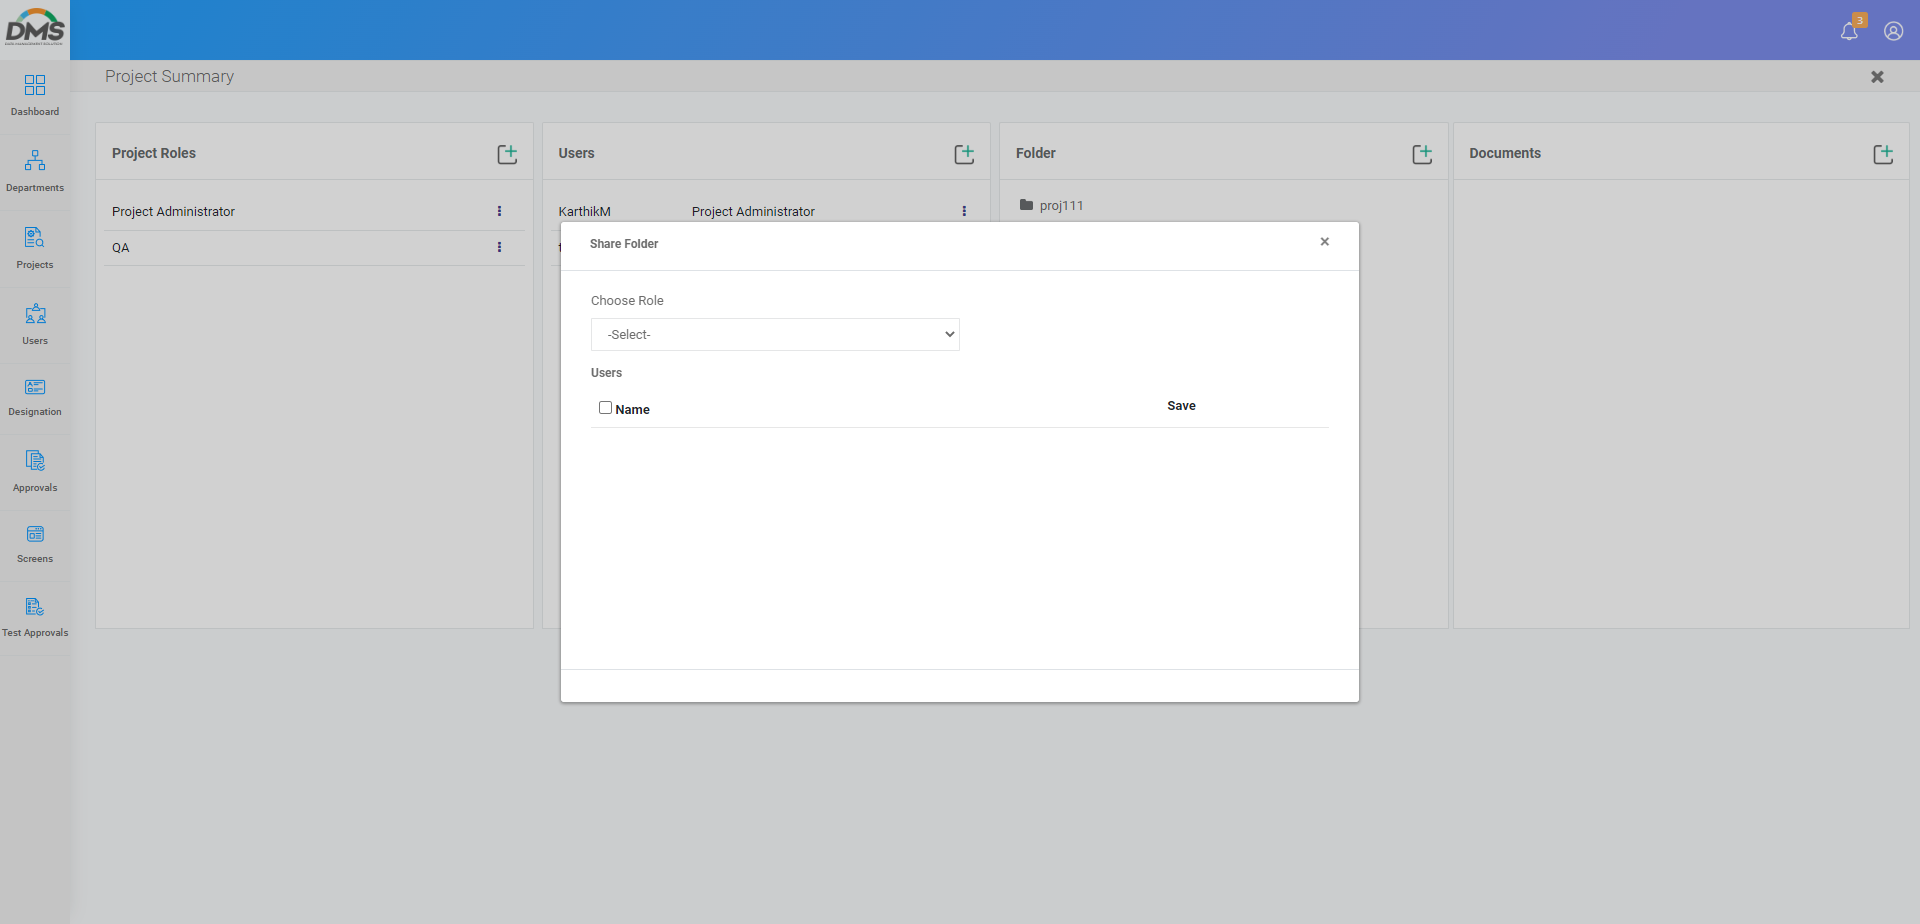 DMS
3
Project Summary
Dashboard
Departments
Projects
Users
Designation
Approvals
Screens
Test Approvals
Project Roles
Project Administrator
QA
Users
KarthikM Project Administrator
Folder
proj111
Documents
Share Folder
×
Choose Role
-Select-
Users
Name Save